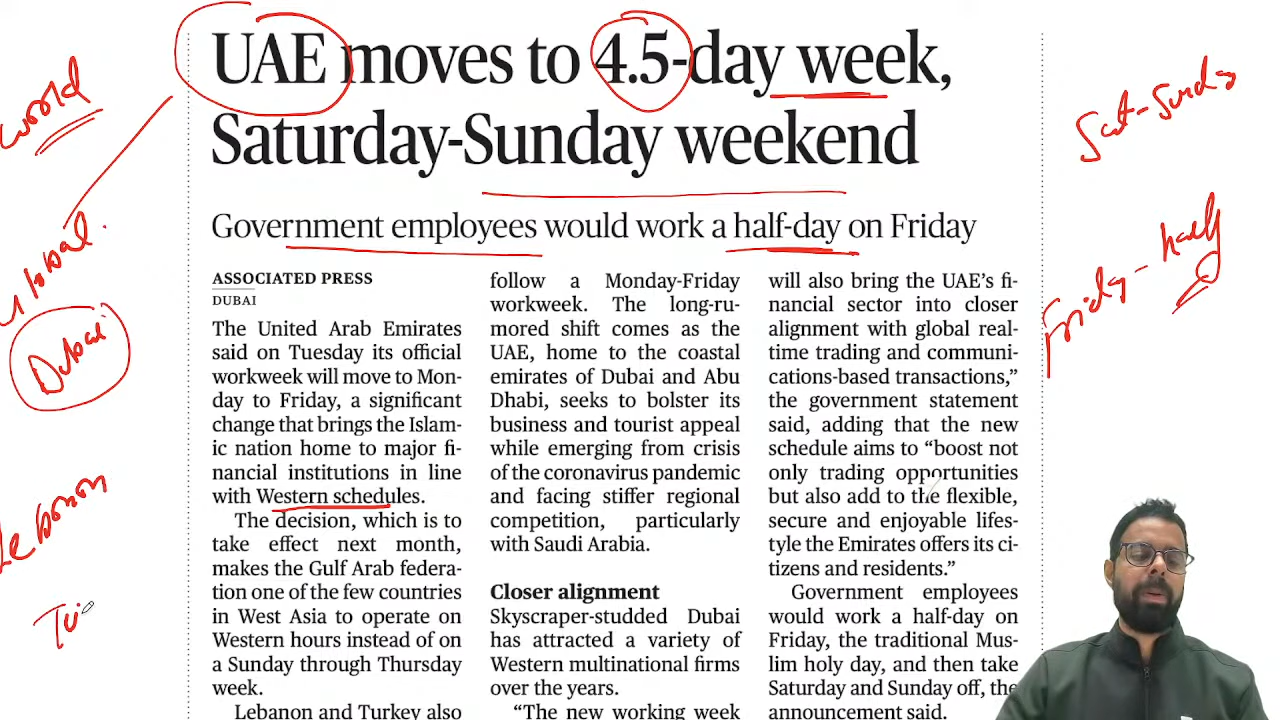 UAE moves to 4.5-day week,
Saturday-Sunday weekend
Government employees would work a half-day on Friday
ASSOCIATED PRESS
DUBAI
The United Arab Emirates
said on Tuesday its official
workweek will move to Mon-
day to Friday, a significant
change that brings the Islam-
ic nation home to major fi-
nancial institutions in line
with Western schedules.
The decision, which is to
take effect next month,
makes the Gulf Arab federa-
tion one of the few countries
in West Asia to operate on
Western hours instead of on
a Sunday through Thursday
week.
Lebanon and Turkey also
follow a Monday-Friday
workweek. The long-ru-
mored shift comes as the
UAE, home to the coastal
emirates of Dubai and Abu
Dhabi, seeks to bolster its
business and tourist appeal
while emerging from crisis
of the coronavirus pandemic
and facing stiffer regional
competition, particularly
with Saudi Arabia.
Closer alignment
Skyscraper-studded Dubai
has attracted a variety of
Western multinational firms
over the years.
“The new working week
will also bring the UAE’s fi-
nancial sector into closer
alignment with global real-
time trading and communi-
cations-based transactions,”
the government statement
said, adding that the new
schedule aims to “boost not
only trading opportunities
but also add to the flexible,
secure and enjoyable lifes-
tyle the Emirates offers its ci-
tizens and residents.”
Government employees
would work a half-day on
Friday, the traditional Mus-
lim holy day, and then take
Saturday and Sunday off, the
announcement said.
world
Dubai
Lebanon
Friday - half